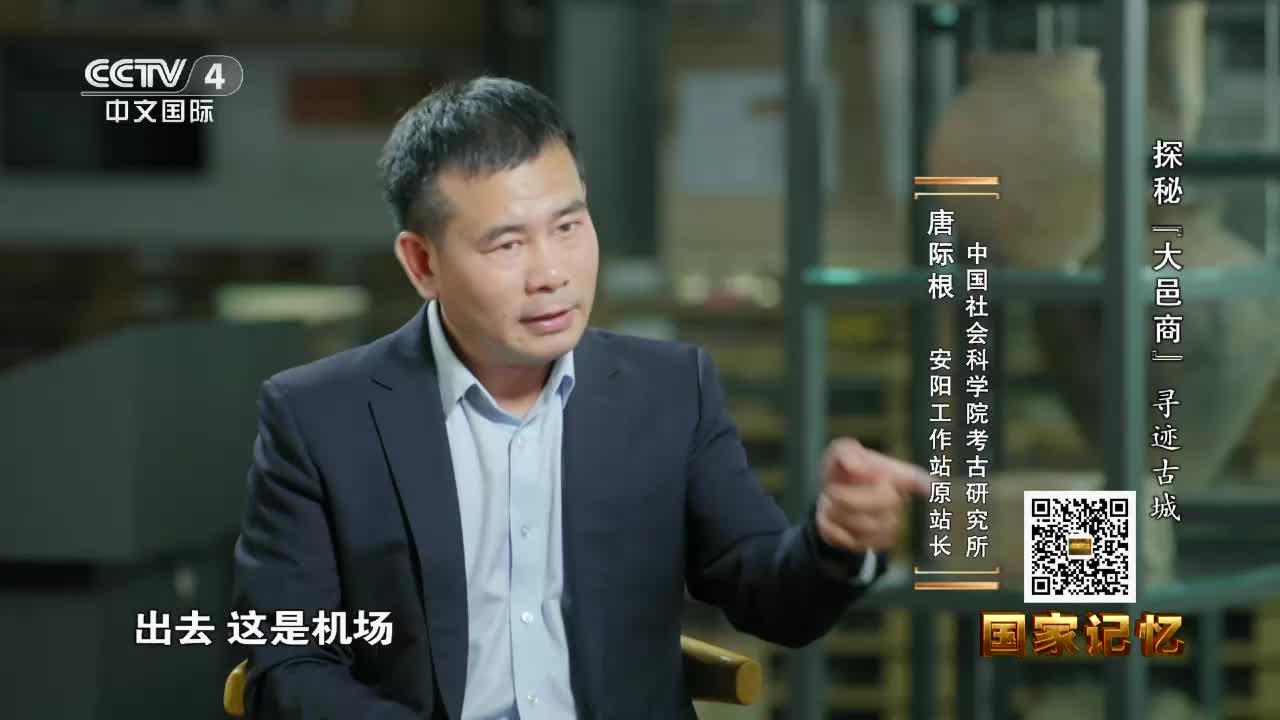 CCTV 4
中文国际
探秘『大邑商』寻迹古城
中国社会科学院考古研究所
唐际根 安阳工作站原站长
出去 这是机场
国家记忆